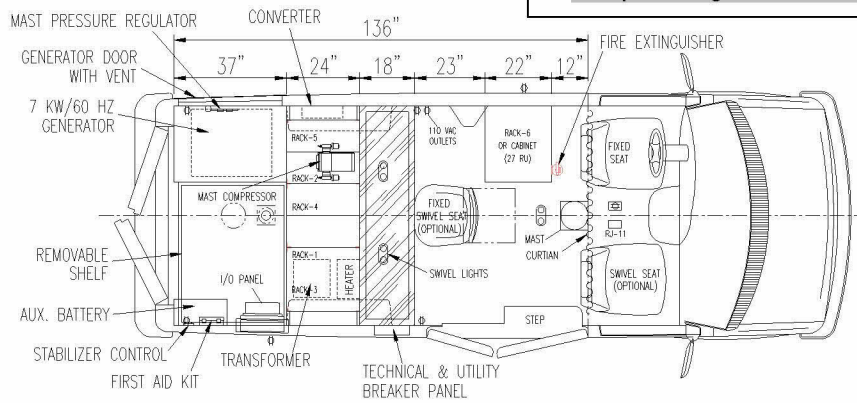 MAST PRESSURE REGULATOR
CONVERTER
136"
FIRE EXTINGUISHER
GENERATOR DOOR
WITH VENT
37"
24"
18"
23"
22"
12"
7 KW/60 HZ
GENERATOR
RACK-5
110 VAC
OUTLETS
RACK-6
OR CABINET
(27 RU)
FIXED
SEAT
RACK-2
MAST COMPRESSOR
RACK-4
FIXED
SWIVEL SEAT
(OPTIONAL)
MAST
CURTIAN
RJ-11
REMOVABLE
SHELF
I/O PANEL
RACK-1
RACK-3
HEATER
SWIVEL LIGHTS
SWIVEL SEAT
(OPTIONAL)
AUX. BATTERY
STEP
STABILIZER CONTROL
FIRST AID KIT
TRANSFORMER
TECHNICAL & UTILITY
BREAKER PANEL